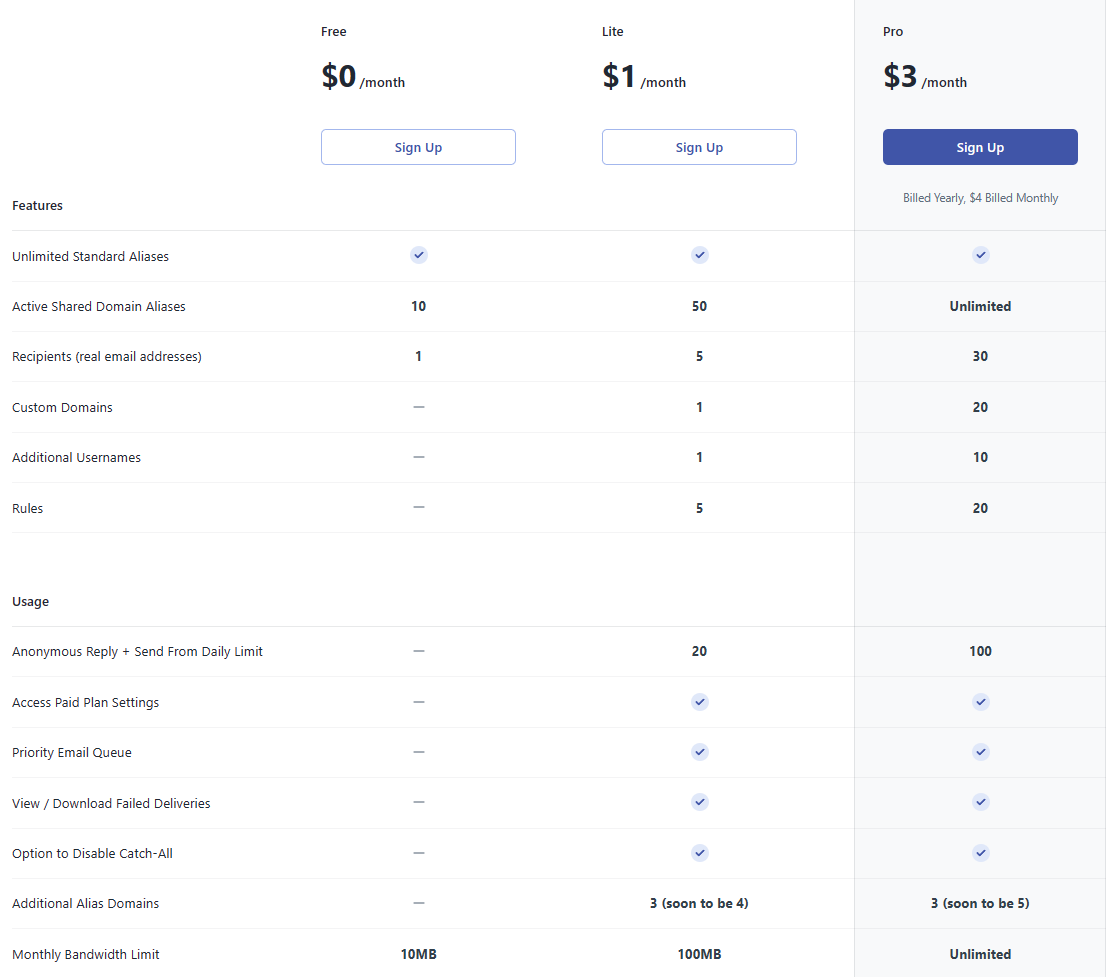 Free Lite Pro
$0 /month $1 /month $3 /month
Sign Up Sign Up Sign Up
Billed Yearly, $4 Billed Monthly
Features
Unlimited Standard Aliases
Active Shared Domain Aliases 10 50 Unlimited
Recipients (real email addresses) 1 5 30
Custom Domains — 1 20
Additional Usernames — 1 10
Rules — 5 20
Usage
Anonymous Reply + Send From Daily Limit — 20 100
Access Paid Plan Settings —
Priority Email Queue —
View / Download Failed Deliveries —
Option to Disable Catch-All —
Additional Alias Domains — 3 (soon to be 4) 3 (soon to be 5)
Monthly Bandwidth Limit 10MB 100MB Unlimited